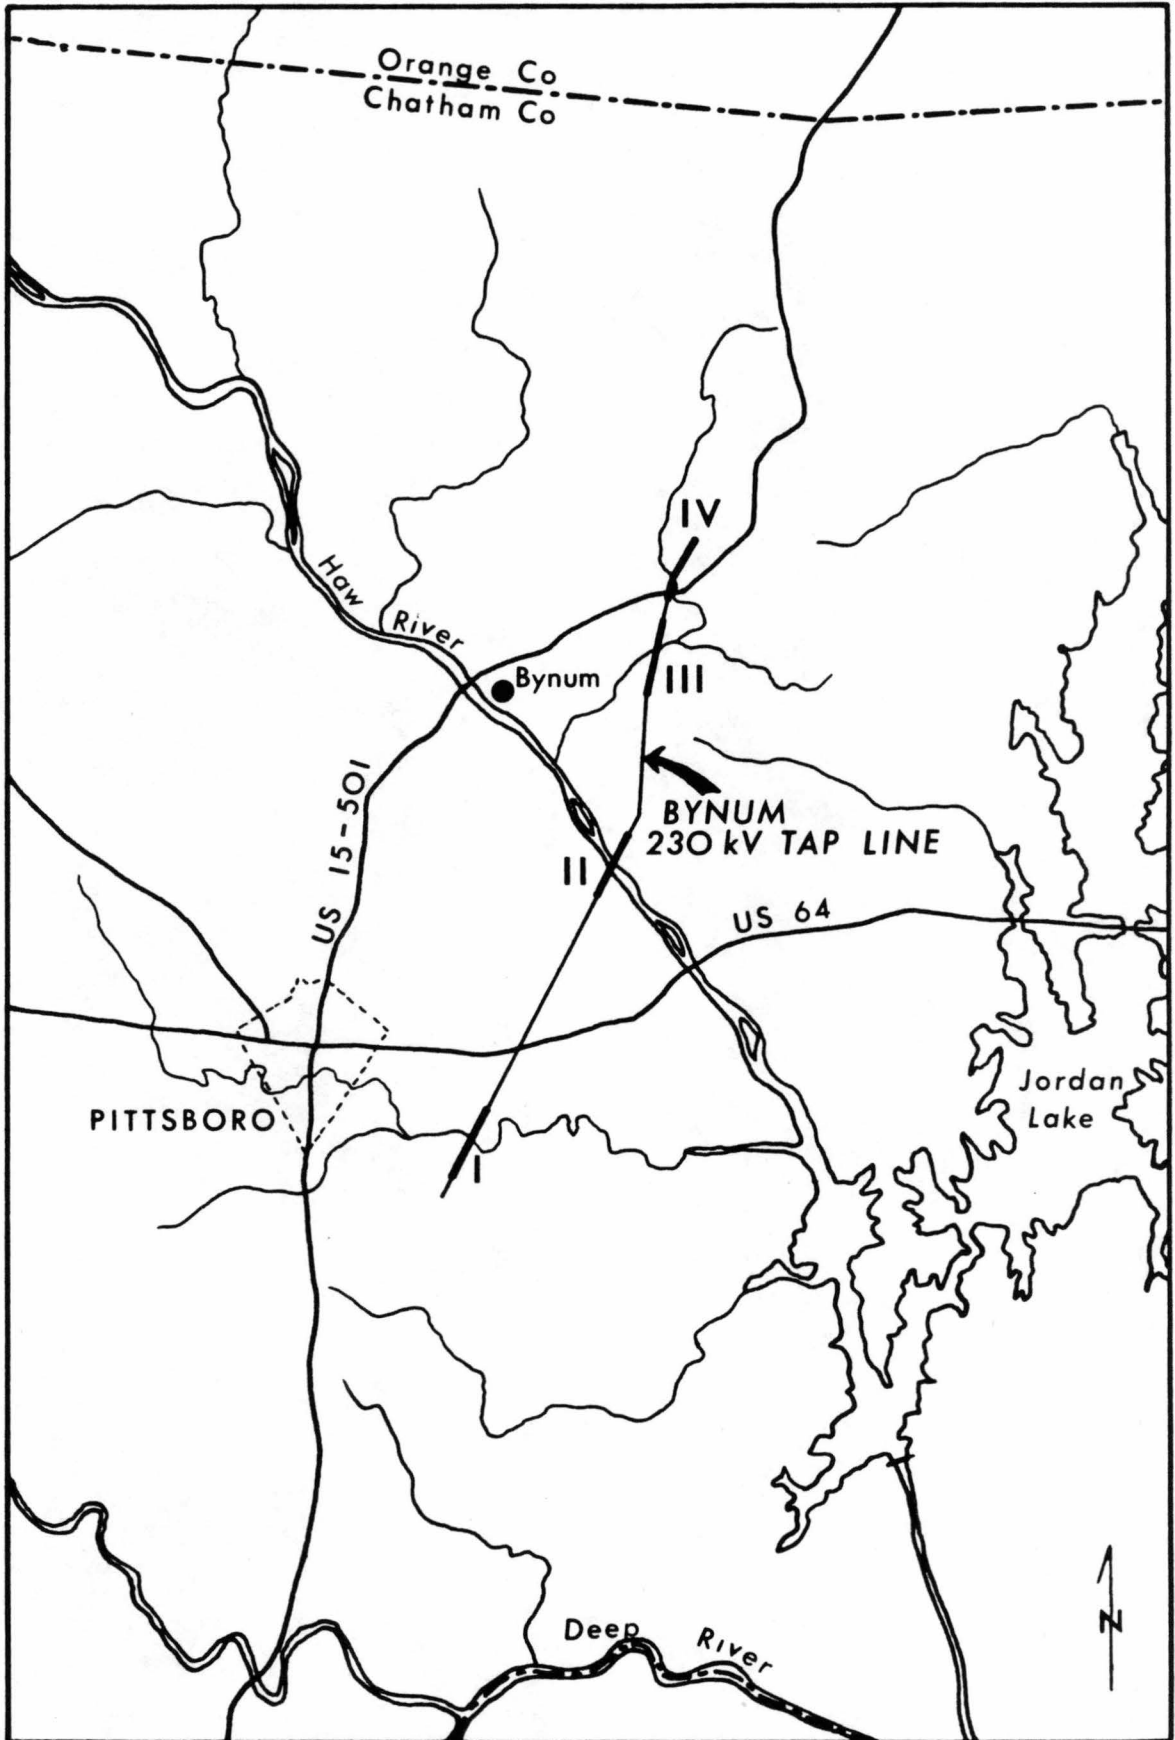 Orange Co
Chatham Co
IV
Haw River
Bynum
III
US 15-501
BYNUM
230 kV TAP LINE
II
US 64
Jordan
Lake
PITTSBORO
I
Deep River
N